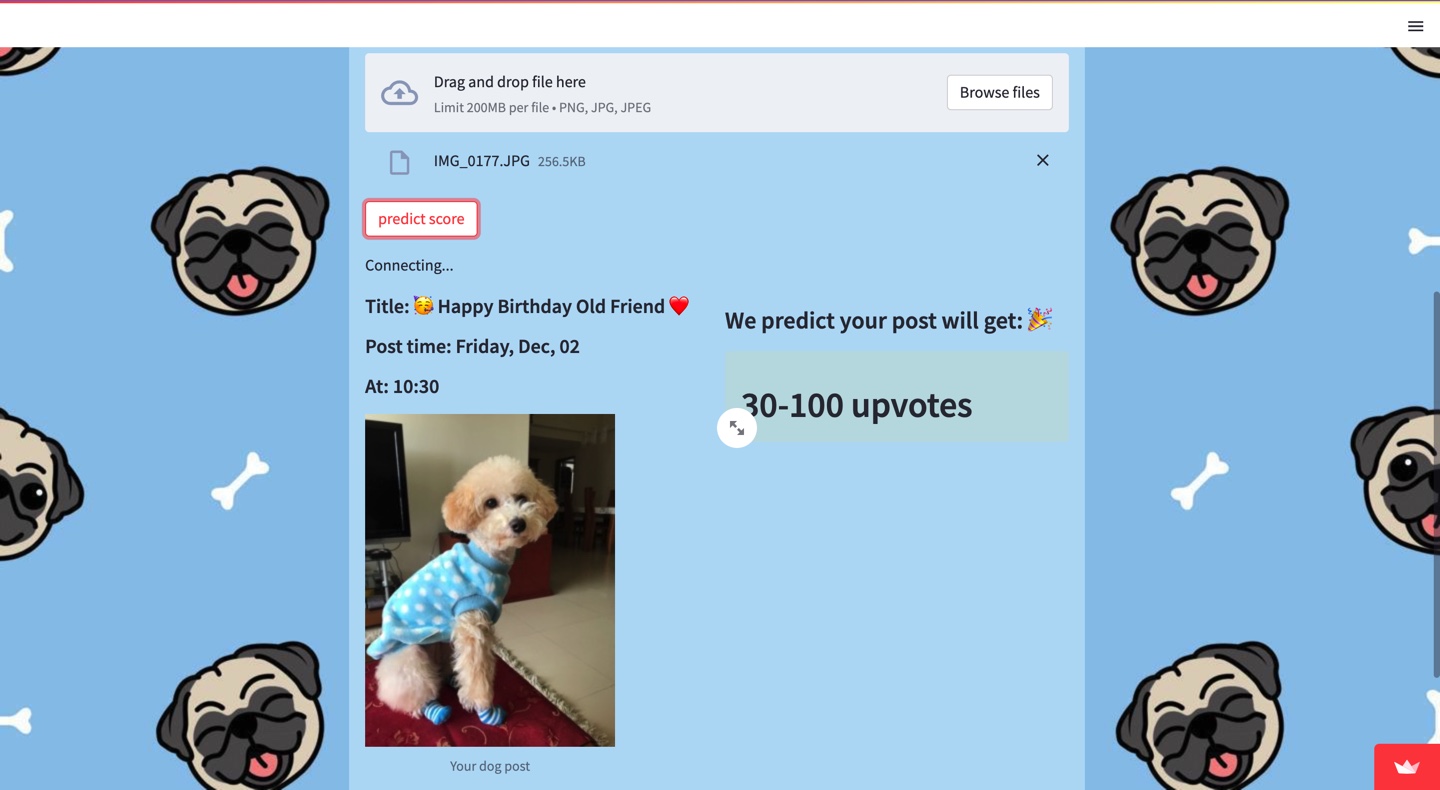 Drag and drop file here
Limit 200MB per file • PNG, JPG, JPEG
Browse files
IMG_0177.JPG 256.5KB
predict score
Connecting...
Title: 🥳 Happy Birthday Old Friend ❤️
Post time: Friday, Dec, 02
At: 10:30
We predict your post will get: 🎉
30-100 upvotes
Your dog post